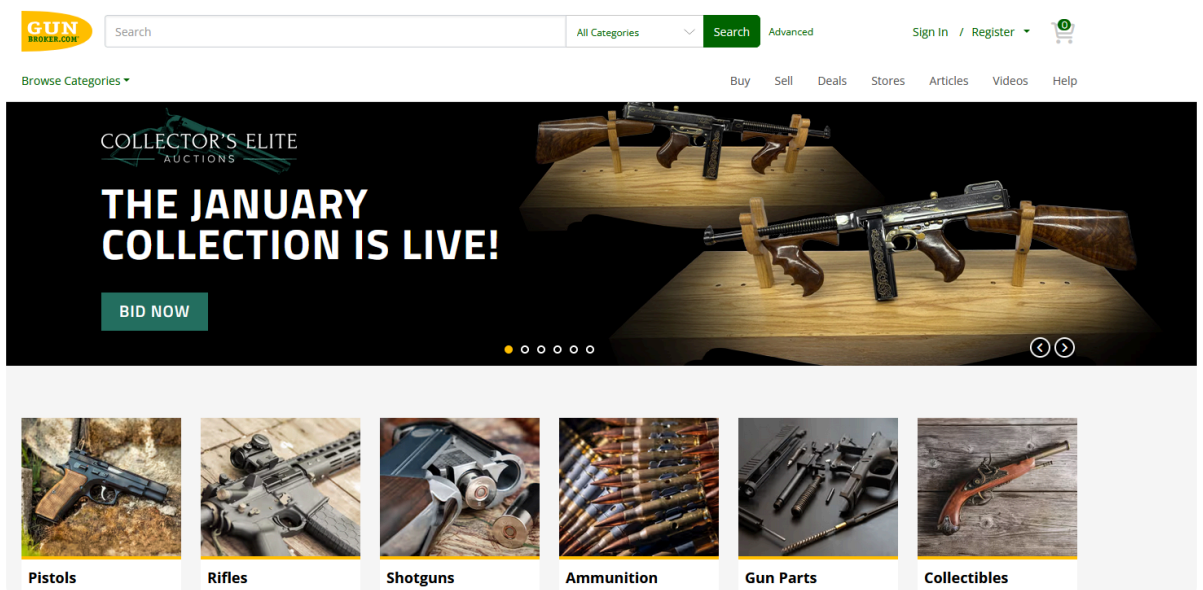 GUN
BROKER.COM
Search
All Categories
Search
Advanced
Sign In / Register
0
Browse Categories
Buy
Sell
Deals
Stores
Articles
Videos
Help
COLLECTOR'S ELITE
AUCTIONS
THE JANUARY
COLLECTION IS LIVE!
BID NOW
Pistols
Rifles
Shotguns
Ammunition
Gun Parts
Collectibles